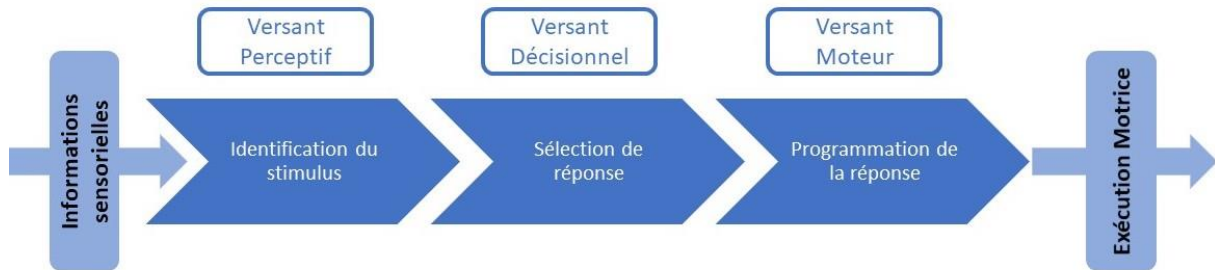 Versant
Perceptif
Versant
Décisionnel
Versant
Moteur
Informations
sensorielles
Identification du
stimulus
Sélection de
réponse
Programmation de
la réponse
Exécution Motrice